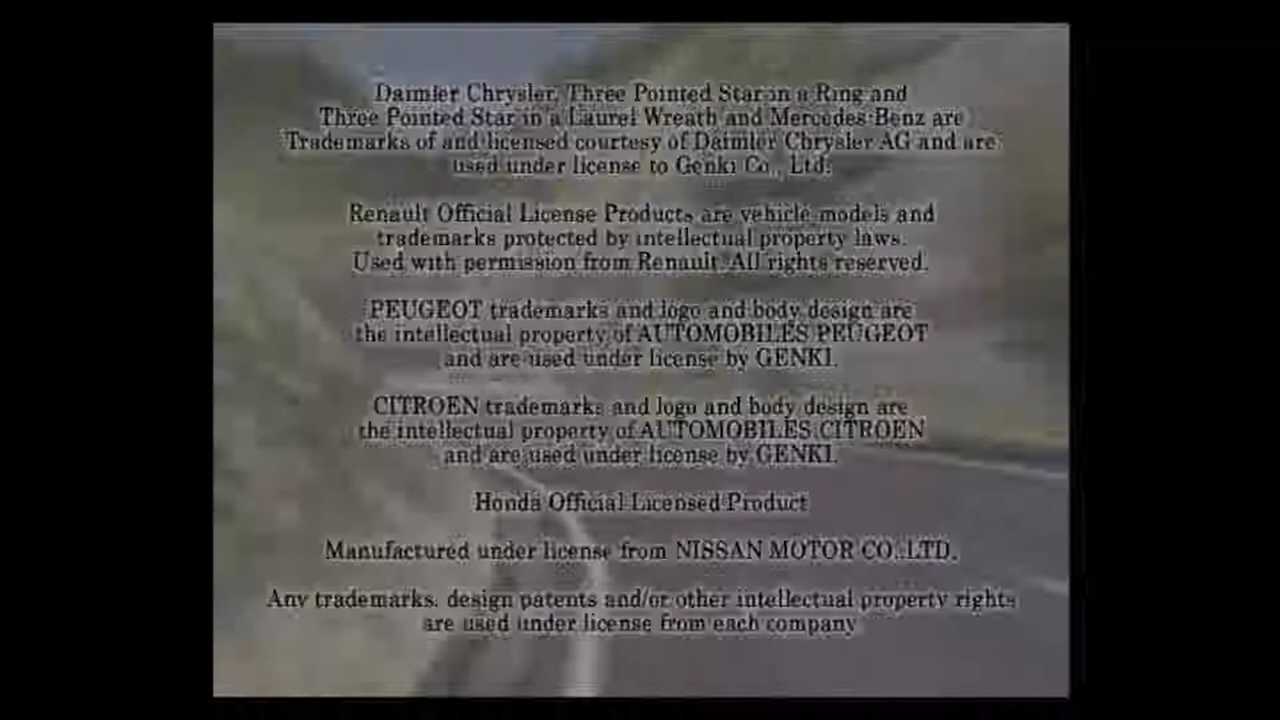 Daimler Chrysler, Three Pointed Star in a Ring and
Three Pointed Star in a Laurel Wreath and Mercedes-Benz are
Trademarks of and licensed courtesy of Daimler Chrysler AG and are
used under license to Genki Co., Ltd.
Renault Official License Products are vehicle models and
trademarks protected by intellectual property laws.
Used with permission from Renault. All rights reserved.
PEUGEOT trademarks and logo and body design are
the intellectual property of AUTOMOBILES PEUGEOT
and are used under license by GENKI.
CITROEN trademarks and logo and body design are
the intellectual property of AUTOMOBILES CITROEN
and are used under license by GENKI.
Honda Official Licensed Product
Manufactured under license from NISSAN MOTOR CO.,LTD.
Any trademarks, design patents and/or other intellectual property rights
are used under license from each company